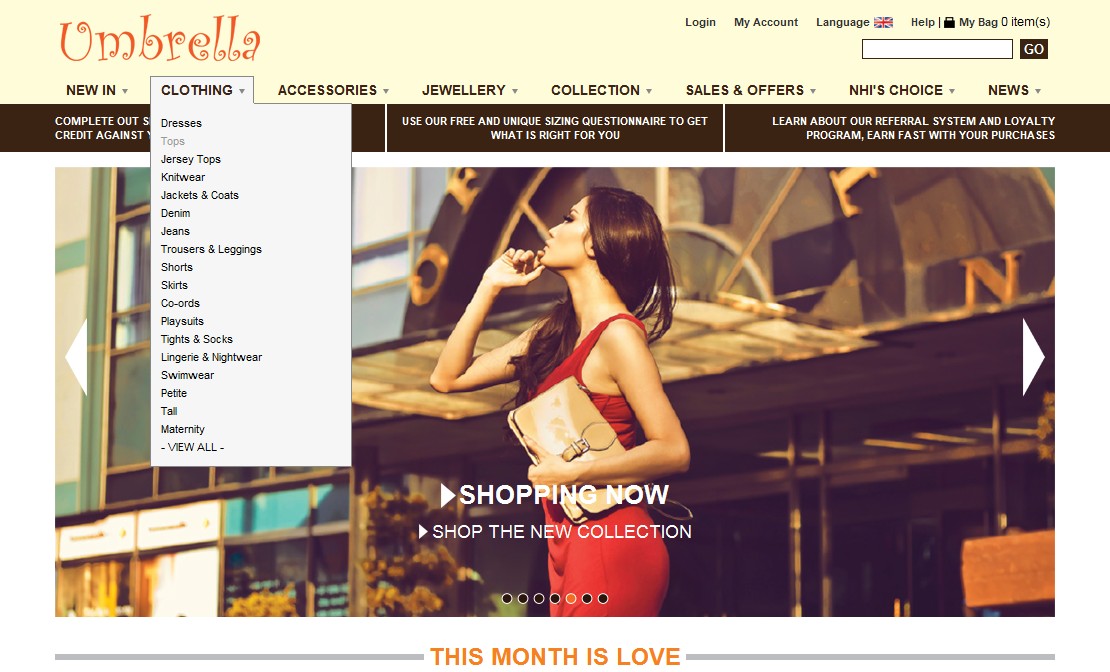 Umbrella
Login My Account Language Help | My Bag 0 item(s)
GO
NEW IN CLOTHING ACCESSORIES JEWELLERY COLLECTION SALES & OFFERS NHI'S CHOICE NEWS
COMPLETE OUT
CREDIT AGAINST
USE OUR FREE AND UNIQUE SIZING QUESTIONNAIRE TO GET
WHAT IS RIGHT FOR YOU
LEARN ABOUT OUR REFERRAL SYSTEM AND LOYALTY
PROGRAM, EARN FAST WITH YOUR PURCHASES
Dresses
Tops
Jersey Tops
Knitwear
Jackets & Coats
Denim
Jeans
Trousers & Leggings
Shorts
Skirts
Co-ords
Playsuits
Tights & Socks
Lingerie & Nightwear
Swimwear
Petite
Tall
Maternity
- VIEW ALL -
SHOPPING NOW
SHOP THE NEW COLLECTION
THIS MONTH IS LOVE